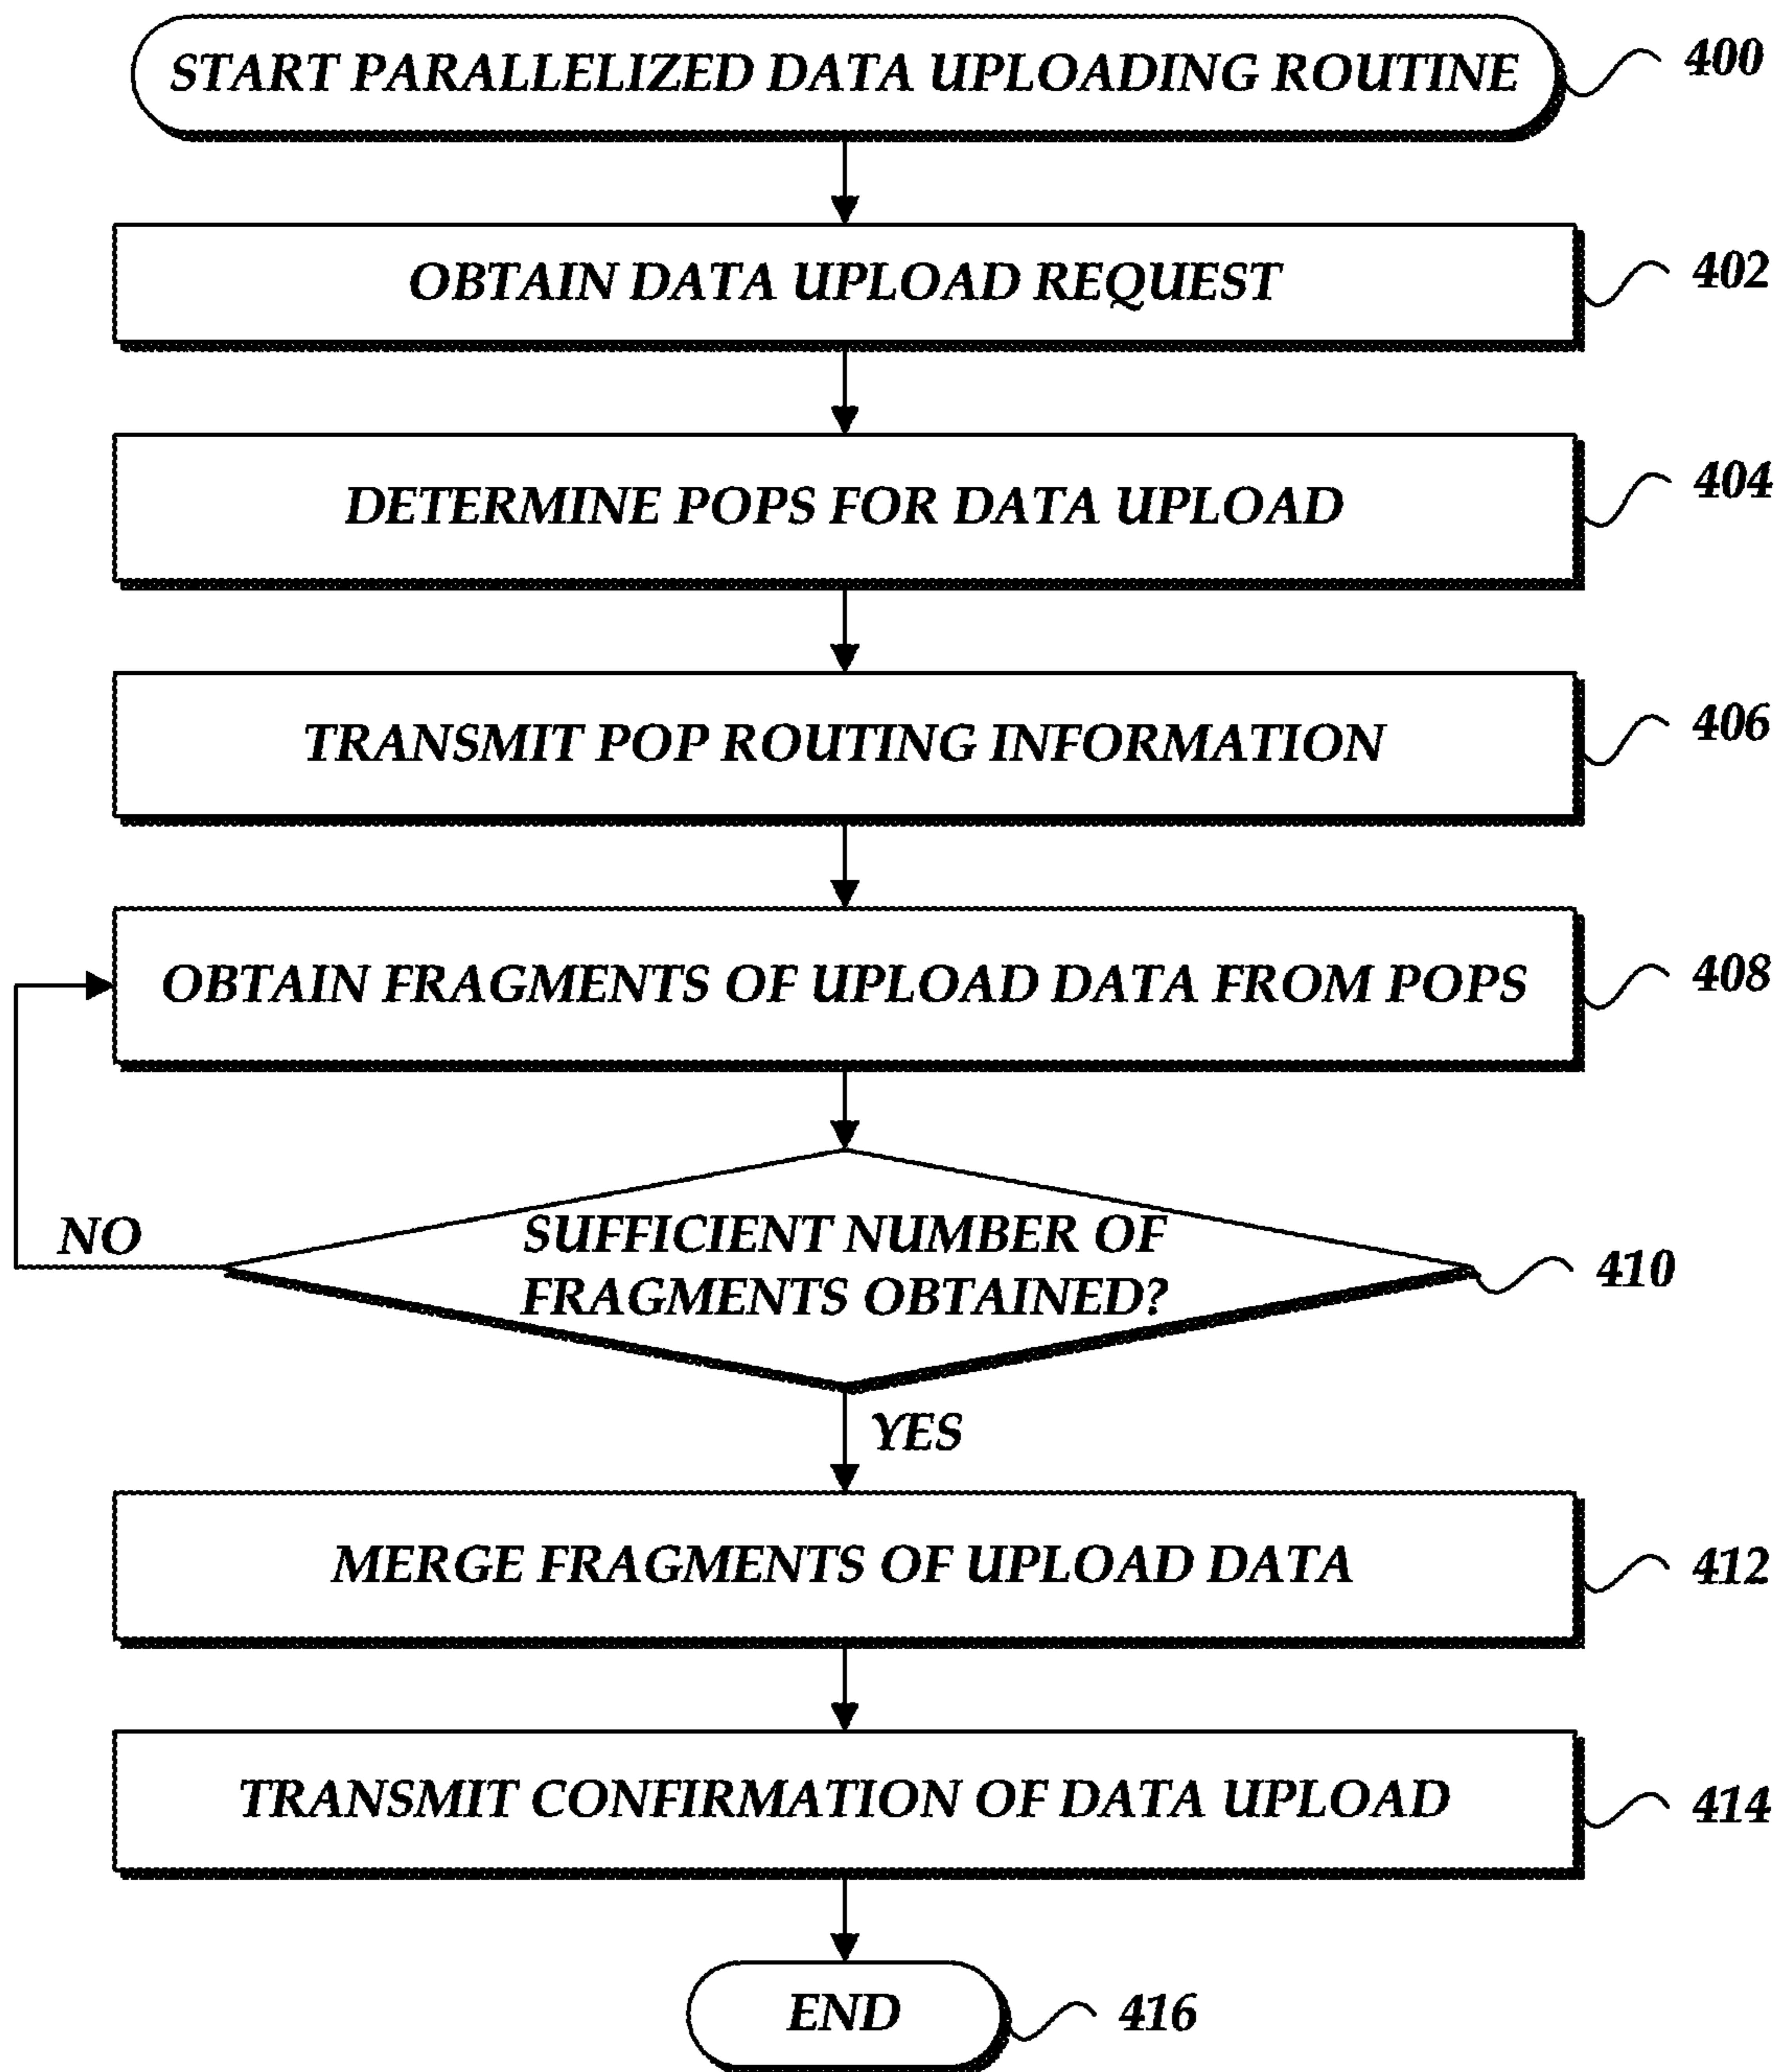 START PARALLELIZED DATA UPLOADING ROUTINE 400
OBTAIN DATA UPLOAD REQUEST 402
DETERMINE POPS FOR DATA UPLOAD 404
TRANSMIT POP ROUTING INFORMATION 406
OBTAIN FRAGMENTS OF UPLOAD DATA FROM POPS 408
NO
SUFFICIENT NUMBER OF
FRAGMENTS OBTAINED?
410
YES
MERGE FRAGMENTS OF UPLOAD DATA 412
TRANSMIT CONFIRMATION OF DATA UPLOAD 414
END 416